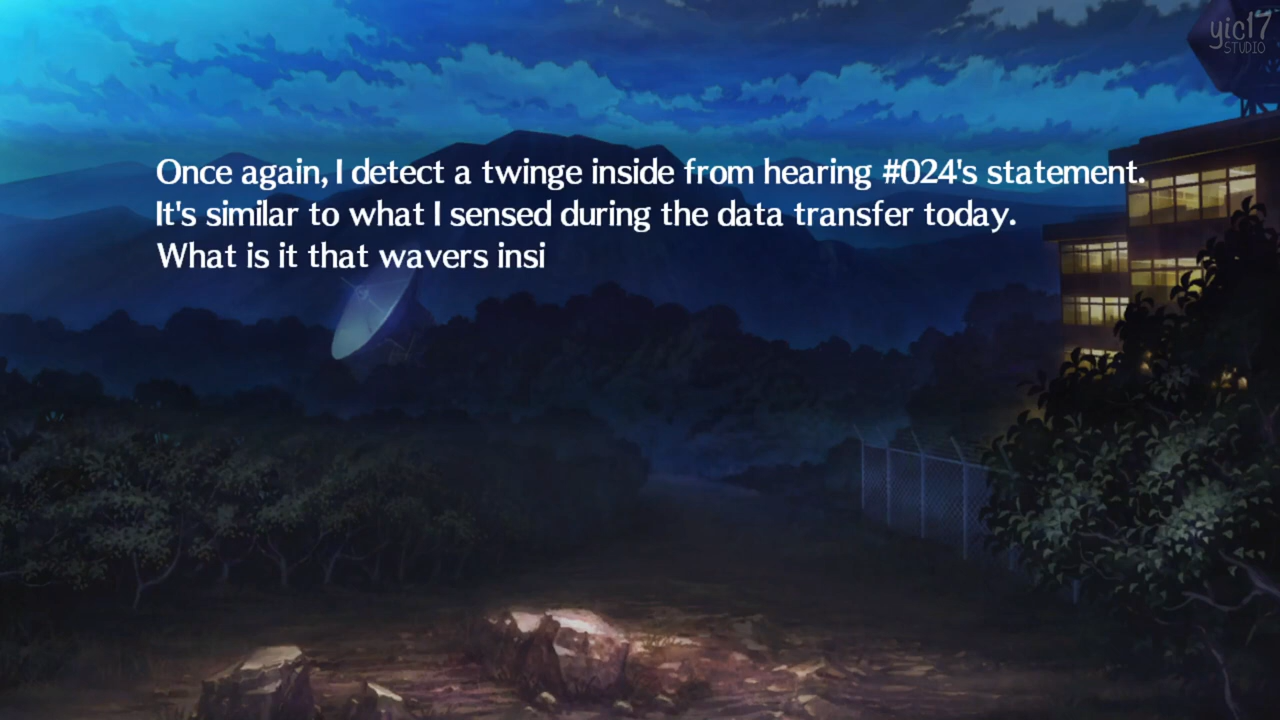 yic17
STUDIO
Once again, I detect a twinge inside from hearing #024's statement.
It's similar to what I sensed during the data transfer today.
What is it that wavers insi